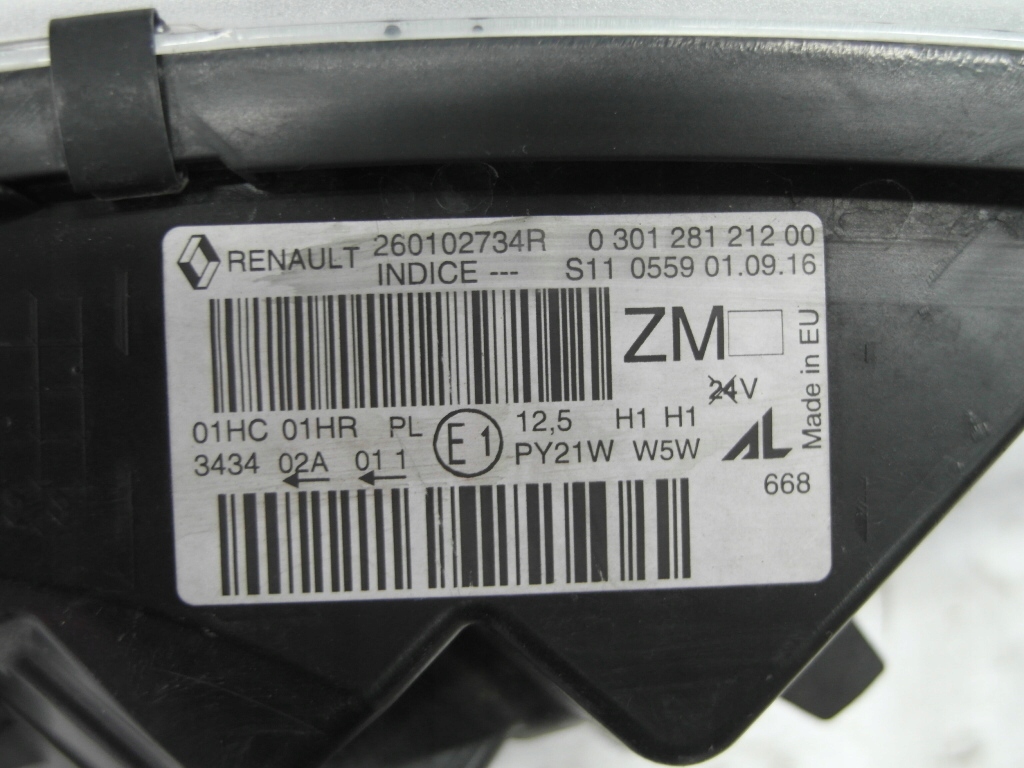 RENAULT 260102734R 0 301 281 212 00
INDICE --- S11 0559 01.09.16
ZM
24V
Made in EU
01HC 01HR PL E1 12,5 H1 H1
3434 02A 01 1 PY21W W5W AL
668